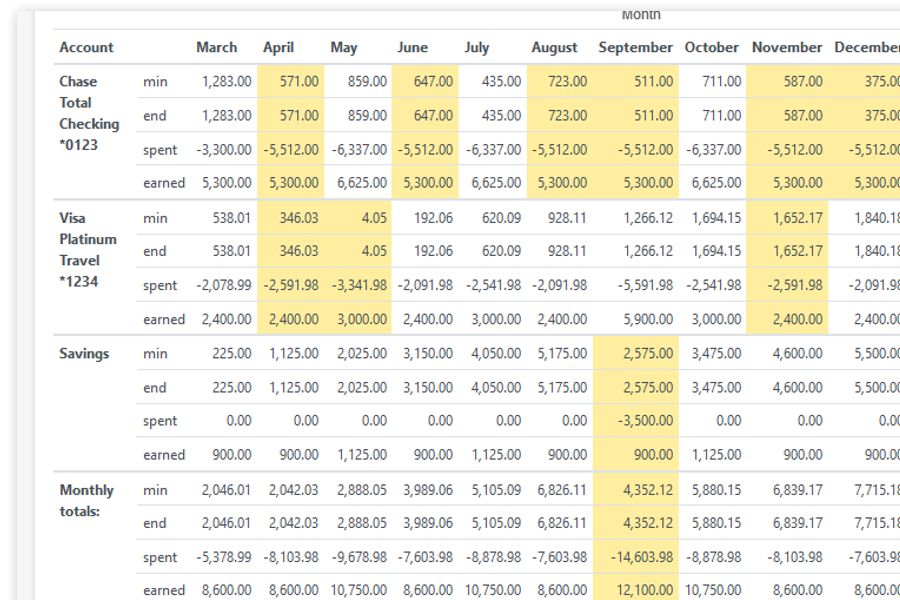 Month
Account March April May June July August September October November December
Chase Total Checking *0123 min 1,283.00 571.00 859.00 647.00 435.00 723.00 511.00 711.00 587.00 375.00
end 1,283.00 571.00 859.00 647.00 435.00 723.00 511.00 711.00 587.00 375.00
spent -3,300.00 -5,512.00 -6,337.00 -5,512.00 -6,337.00 -5,512.00 -5,512.00 -6,337.00 -5,512.00 -5,512.00
earned 5,300.00 5,300.00 6,625.00 5,300.00 6,625.00 5,300.00 5,300.00 6,625.00 5,300.00 5,300.00
Visa Platinum Travel *1234 min 538.01 346.03 4.05 192.06 620.09 928.11 1,266.12 1,694.15 1,652.17 1,840.18
end 538.01 346.03 4.05 192.06 620.09 928.11 1,266.12 1,694.15 1,652.17 1,840.18
spent -2,078.99 -2,591.98 -3,341.98 -2,091.98 -2,541.98 -2,091.98 -5,591.98 -2,541.98 -2,591.98 -2,091.98
earned 2,400.00 2,400.00 3,000.00 2,400.00 3,000.00 2,400.00 5,900.00 3,000.00 2,400.00 2,400.00
Savings min 225.00 1,125.00 2,025.00 3,150.00 4,050.00 5,175.00 2,575.00 3,475.00 4,600.00 5,500.00
end 225.00 1,125.00 2,025.00 3,150.00 4,050.00 5,175.00 2,575.00 3,475.00 4,600.00 5,500.00
spent 0.00 0.00 0.00 0.00 0.00 0.00 -3,500.00 0.00 0.00 0.00
earned 900.00 900.00 1,125.00 900.00 1,125.00 900.00 900.00 1,125.00 900.00 900.00
Monthly totals: min 2,046.01 2,042.03 2,888.05 3,989.06 5,105.09 6,826.11 4,352.12 5,880.15 6,839.17 7,715.18
end 2,046.01 2,042.03 2,888.05 3,989.06 5,105.09 6,826.11 4,352.12 5,880.15 6,839.17 7,715.18
spent -5,378.99 -8,103.98 -9,678.98 -7,603.98 -8,878.98 -7,603.98 -14,603.98 -8,878.98 -8,103.98 -7,603.98
earned 8,600.00 8,600.00 10,750.00 8,600.00 10,750.00 8,600.00 12,100.00 10,750.00 8,600.00 8,600.00